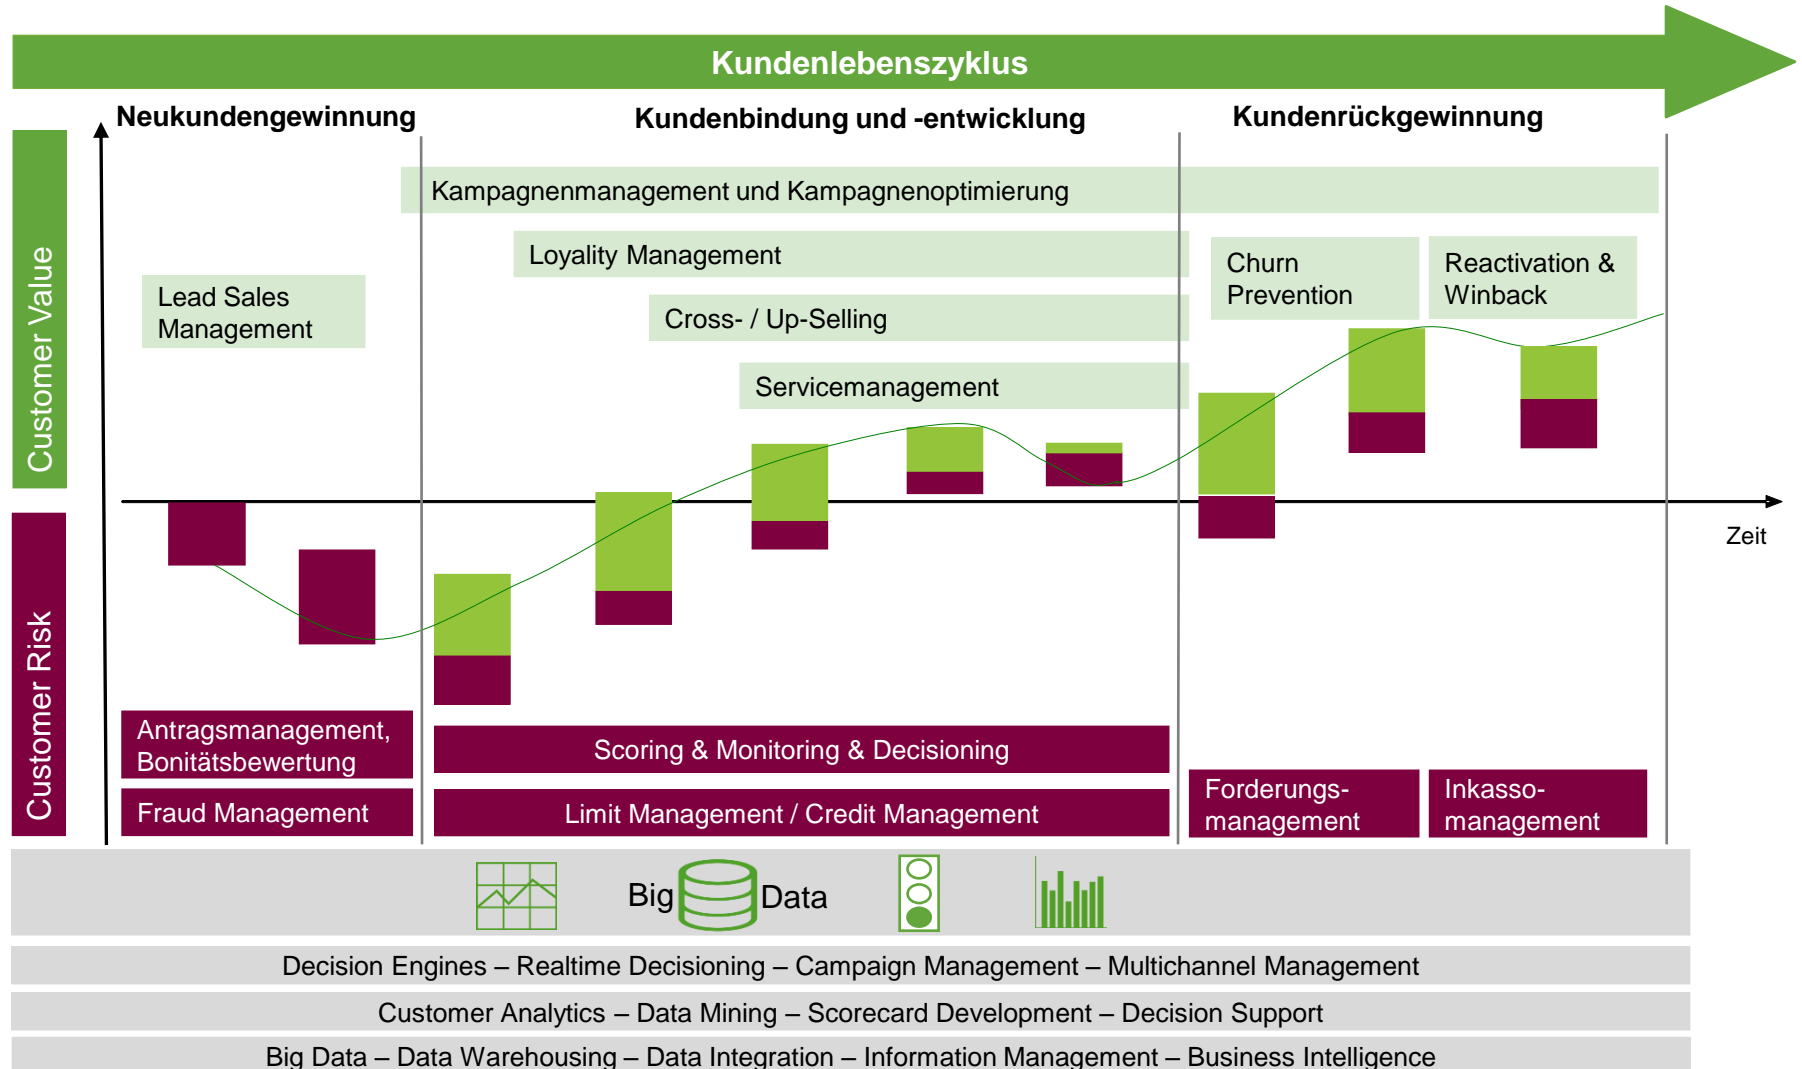 Kundenlebenszyklus
Neukundengewinnung
Kundenbindung und -entwicklung
Kundenrückgewinnung
Customer Value
Kampagnenmanagement und Kampagnenoptimierung
Loyality Management
Churn
Prevention
Reactivation &
Winback
Lead Sales
Management
Cross- / Up-Selling
Servicemanagement
Zeit
Customer Risk
Antragsmanagement,
Bonitätsbewertung
Scoring & Monitoring & Decisioning
Fraud Management
Limit Management / Credit Management
Forderungs-
management
Inkasso-
management
Big Data
Decision Engines – Realtime Decisioning – Campaign Management – Multichannel Management
Customer Analytics – Data Mining – Scorecard Development – Decision Support
Big Data – Data Warehousing – Data Integration – Information Management – Business Intelligence